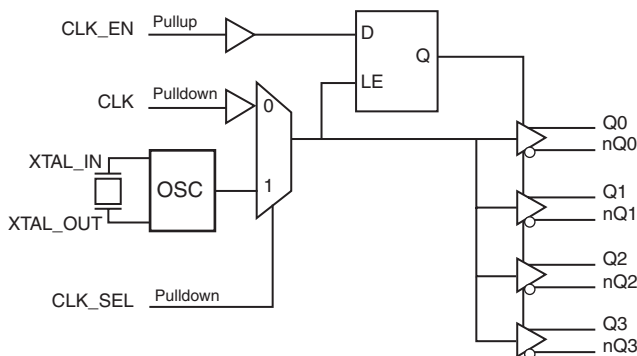 CLK_EN Pullup
D
Q
LE
CLK Pulldown
0
Q0
nQ0
XTAL_IN
OSC
1
XTAL_OUT
Q1
nQ1
Q2
nQ2
CLK_SEL Pulldown
Q3
nQ3